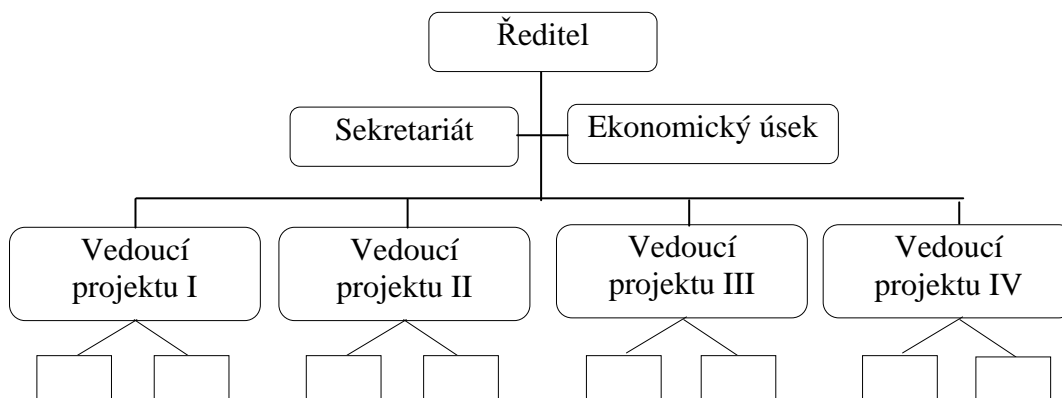 Ředitel
Sekretariát
Ekonomický úsek
Vedoucí
projektu I
Vedoucí
projektu II
Vedoucí
projektu III
Vedoucí
projektu IV